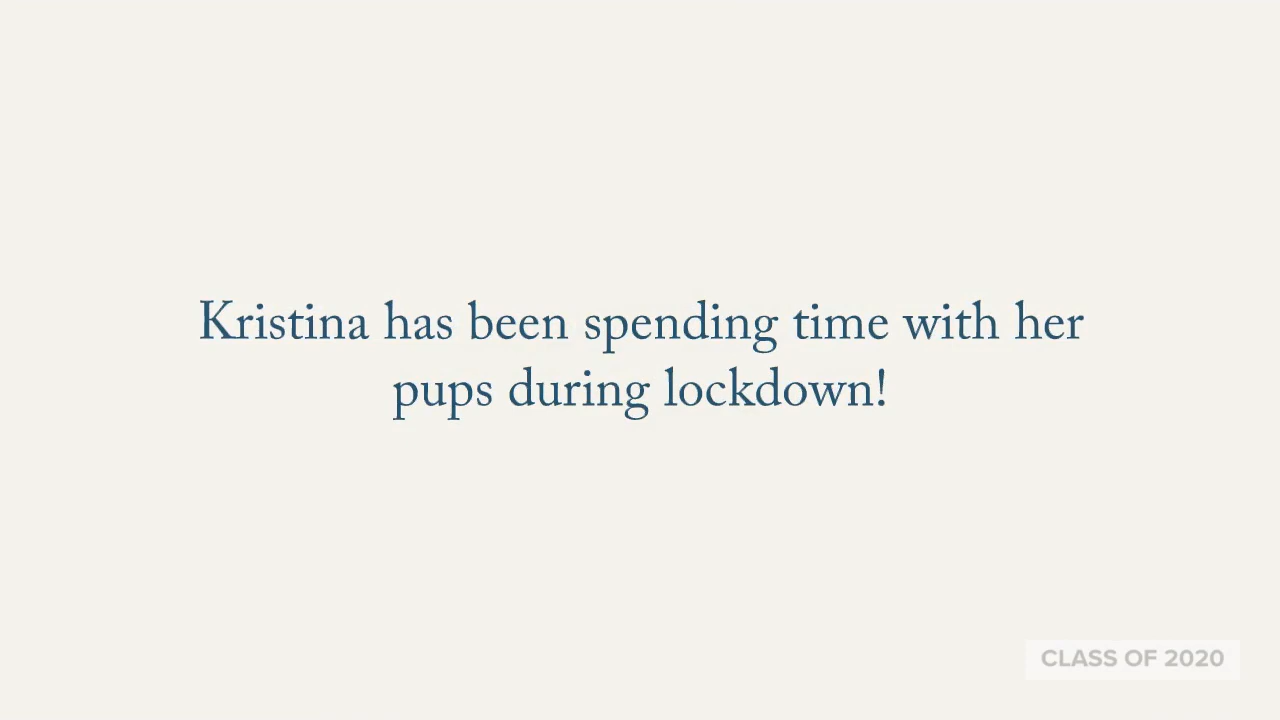 Kristina has been spending time with her
pups during lockdown!
CLASS OF 2020